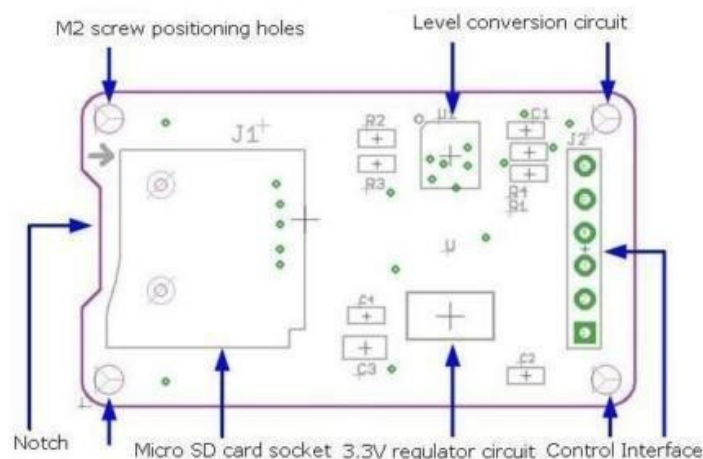 M2 screw positioning holes
Level conversion circuit
R2
C1
J1
J2
R3
R4
R1
U
C4
C3
C2
Notch
Micro SD card socket
3.3V regulator circuit
Control Interface